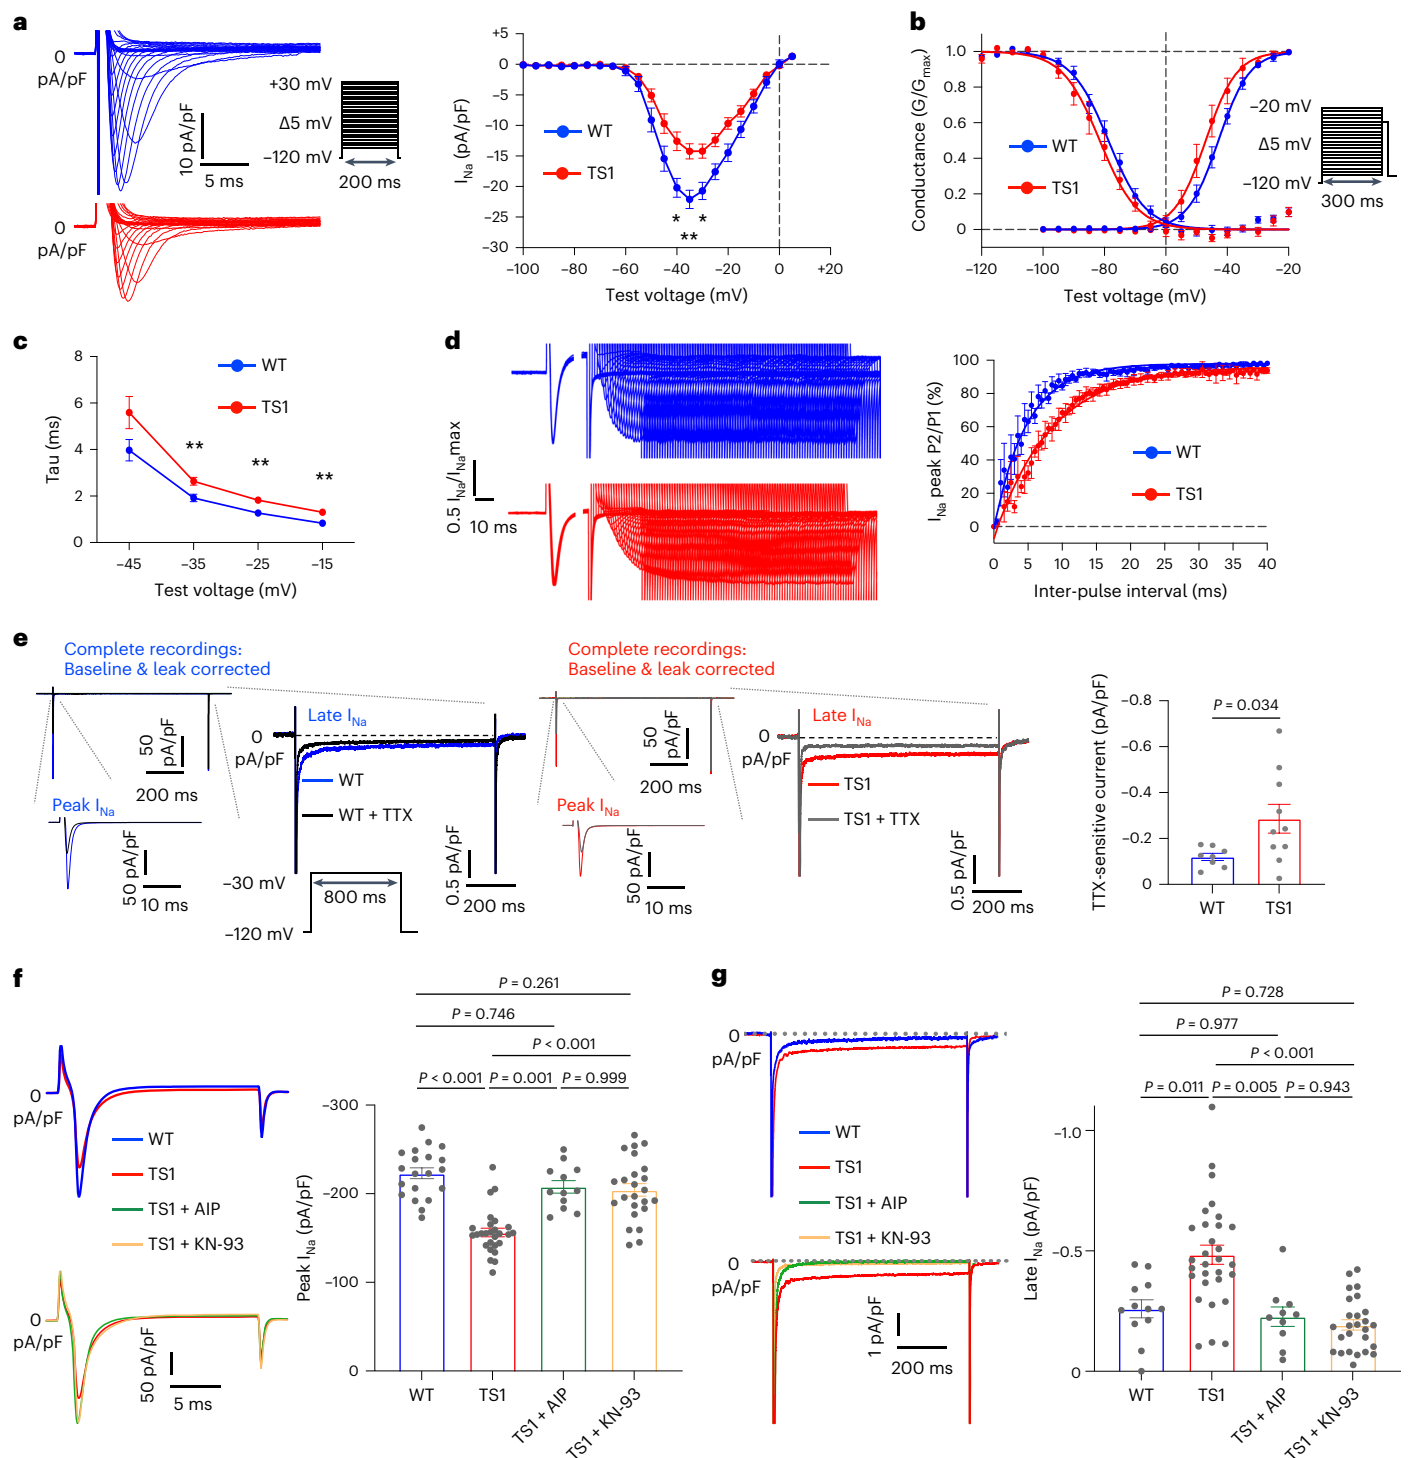 a
0
pA/pF
10 pA/pF
5 ms
+30 mV
Δ5 mV
–120 mV
200 ms
0
pA/pF
+5
0
–5
–10
–15
–20
–25
–30
I_Na (pA/pF)
WT
TS1
* *
**
–100 –80 –60 –40 –20 0 +20
Test voltage (mV)
b
1.0
0.8
0.6
0.4
0.2
0
Conductance (G/G_max)
WT
TS1
–120 –100 –80 –60 –40 –20
Test voltage (mV)
–20 mV
Δ5 mV
–120 mV
300 ms
c
8
6
4
2
0
Tau (ms)
WT
TS1
** ** **
–45 –35 –25 –15
Test voltage (mV)
d
0.5 I_Na/I_Na max
10 ms
100
80
60
40
20
0
I_Na peak P2/P1 (%)
WT
TS1
0 5 10 15 20 25 30 35 40
Inter-pulse interval (ms)
e
Complete recordings:
Baseline & leak corrected
50 pA/pF
200 ms
Peak I_Na
50 pA/pF
10 ms
Late I_Na
0
pA/pF
WT
WT + TTX
–30 mV
800 ms
–120 mV
0.5 pA/pF
200 ms
Complete recordings:
Baseline & leak corrected
50 pA/pF
200 ms
Peak I_Na
50 pA/pF
10 ms
Late I_Na
0
pA/pF
TS1
TS1 + TTX
0.5 pA/pF
200 ms
TTX-sensitive current (pA/pF)
–0.8
–0.6
–0.4
–0.2
0
P = 0.034
WT TS1
f
0
pA/pF
WT
TS1
TS1 + AIP
TS1 + KN-93
0
pA/pF
50 pA/pF
5 ms
P = 0.261
P = 0.746
P < 0.001
P < 0.001 P = 0.001 P = 0.999
Peak I_Na (pA/pF)
–300
–200
–100
0
WT TS1 TS1 + AIP TS1 + KN-93
g
0
pA/pF
WT
TS1
TS1 + AIP
TS1 + KN-93
0
pA/pF
1 pA/pF
200 ms
P = 0.728
P = 0.977
P < 0.001
P = 0.011 P = 0.005 P = 0.943
Late I_Na (pA/pF)
–1.0
–0.5
0
WT TS1 TS1 + AIP TS1 + KN-93